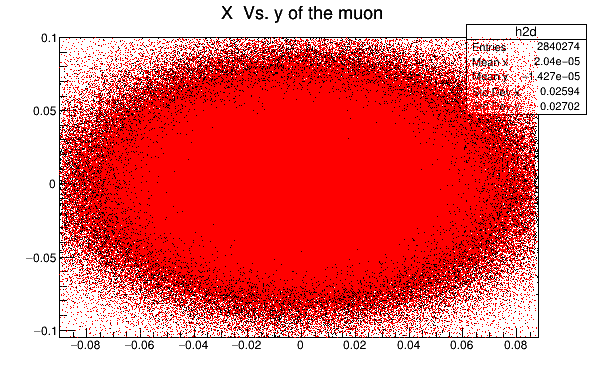 X Vs. y of the muon
h2d
Entries 2840274
Mean x 2.04e-05
Mean y 1.427e-05
0.02594
0.02702
0.1
0.05
0
−0.05
−0.1
−0.08 −0.06 −0.04 −0.02 0 0.02 0.04 0.06 0.08